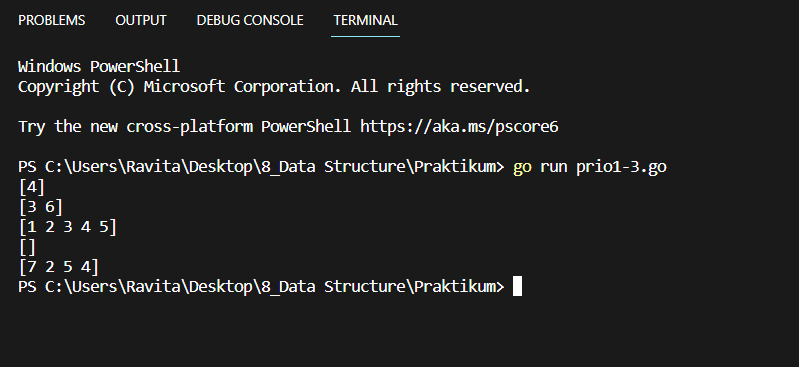 PROBLEMS OUTPUT DEBUG CONSOLE TERMINAL
Windows PowerShell
Copyright (C) Microsoft Corporation. All rights reserved.
Try the new cross-platform PowerShell https://aka.ms/pscore6
PS C:\Users\Ravita\Desktop\8_Data Structure\Praktikum> go run prio1-3.go
[4]
[3 6]
[1 2 3 4 5]
[]
[7 2 5 4]
PS C:\Users\Ravita\Desktop\8_Data Structure\Praktikum>